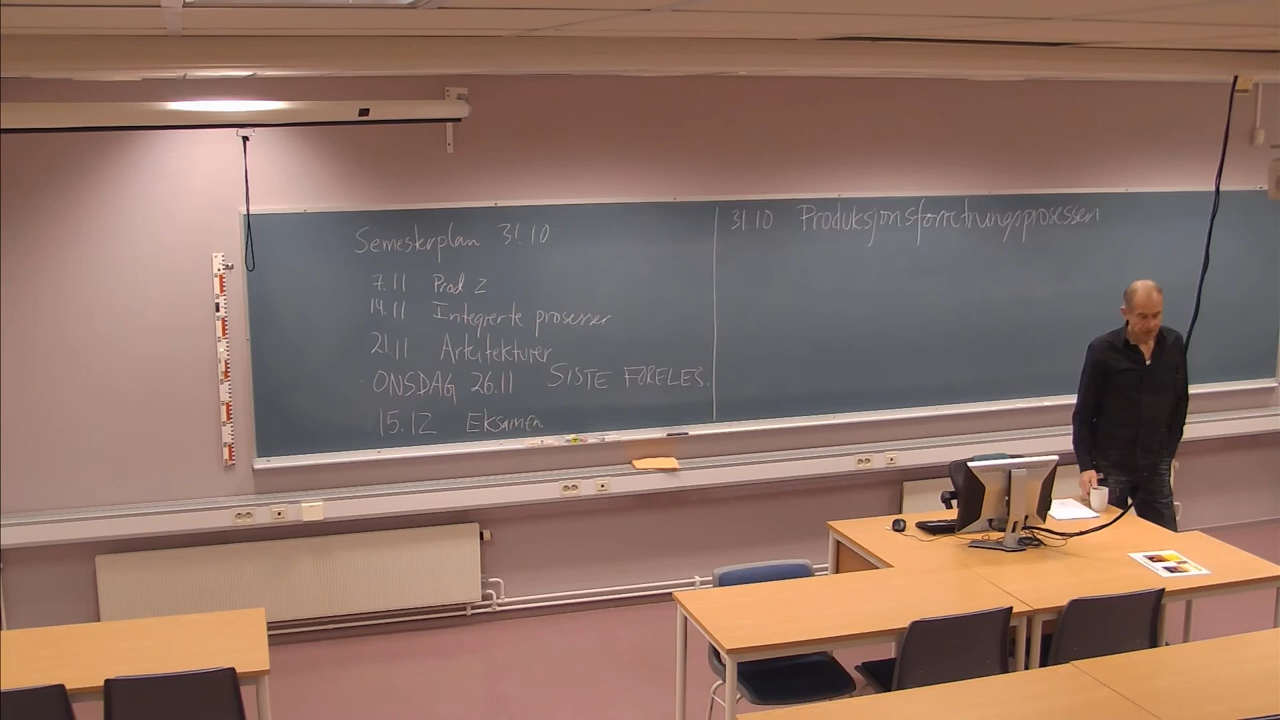 Semesterplan 31.10
7.11 Prod 2
14.11 Integrerte prosesser
21.11 Arkitekturer
ONSDAG 26.11 SISTE FORELES.
15.12 Eksamen
31.10 Produksjonsforretningsprosessen